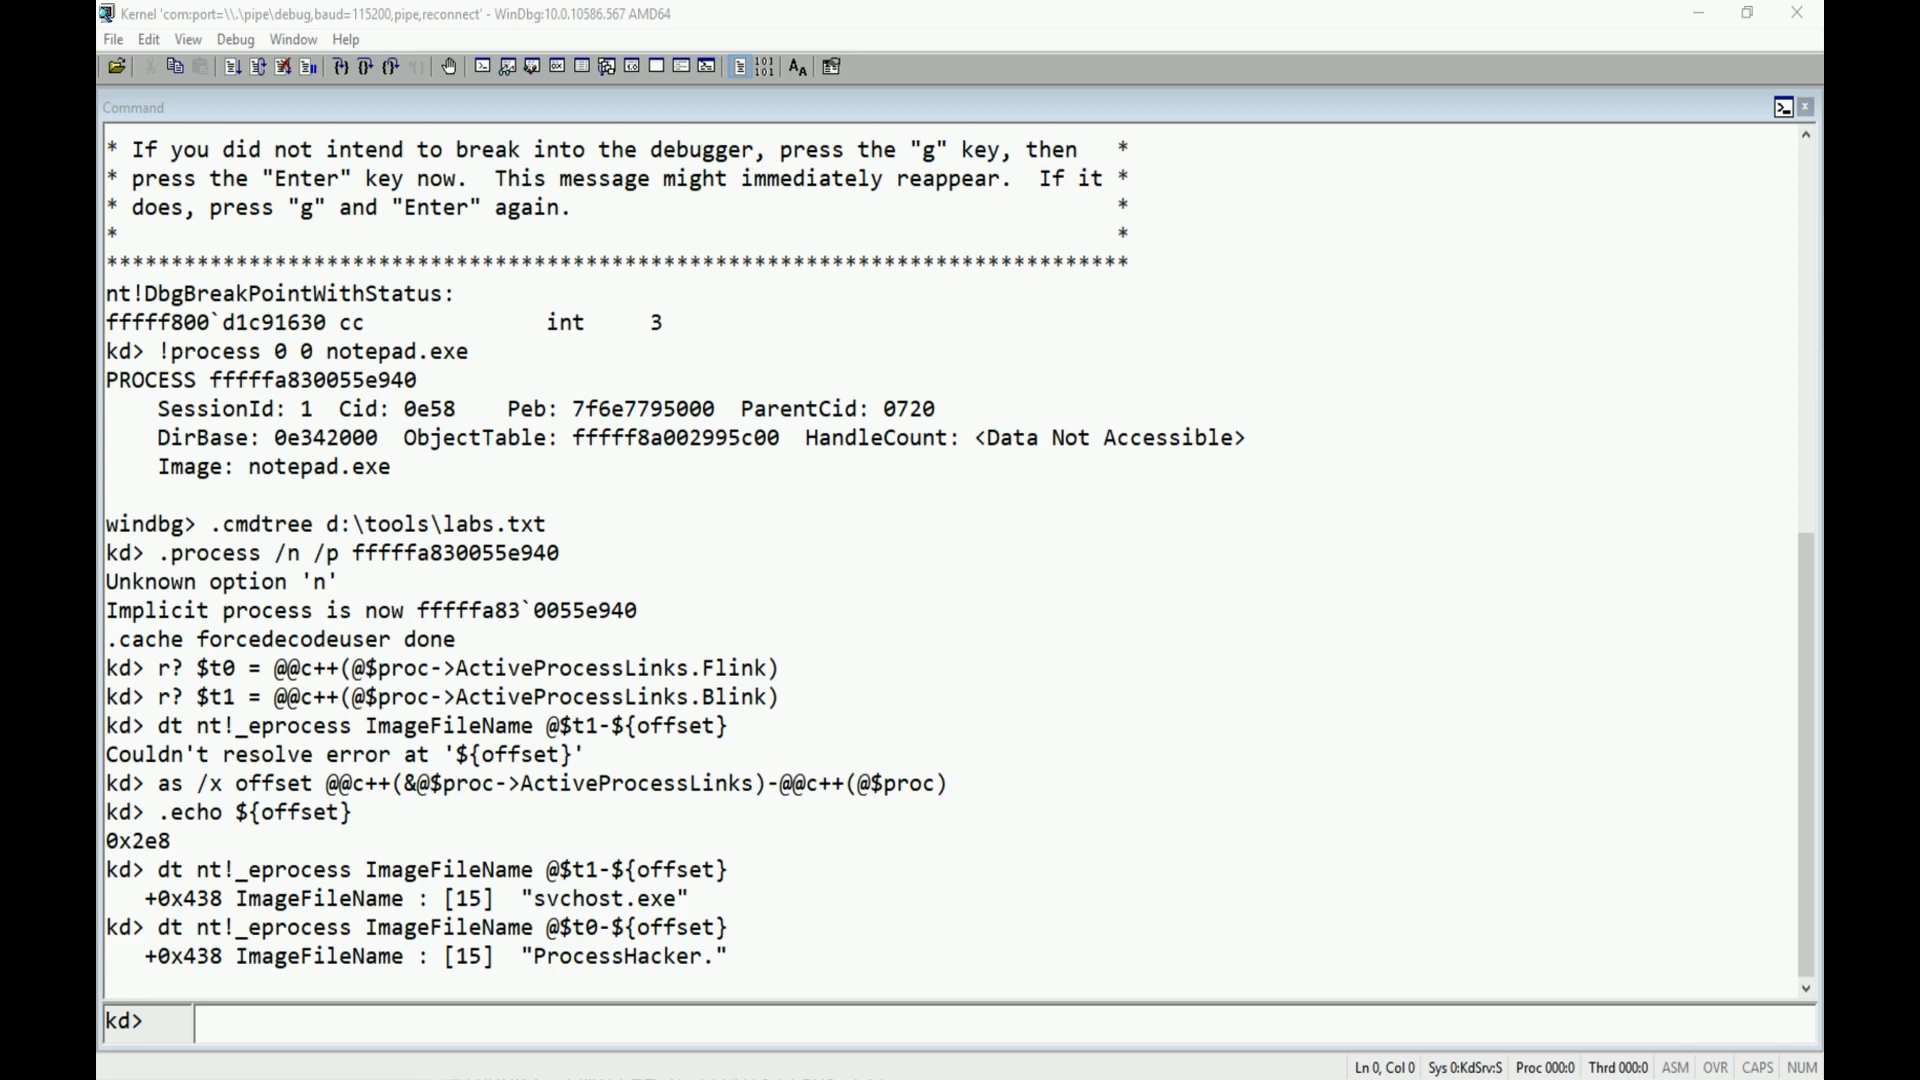 Kernel 'com:port=\\.\pipe\debug,baud=115200,pipe,reconnect' - WinDbg:10.0.10586.567 AMD64
File Edit View Debug Window Help
Command
* If you did not intend to break into the debugger, press the "g" key, then *
* press the "Enter" key now. This message might immediately reappear. If it *
* does, press "g" and "Enter" again. *
* *
*******************************************************************************
nt!DbgBreakPointWithStatus:
fffff800`d1c91630 cc int 3
kd> !process 0 0 notepad.exe
PROCESS fffffa830055e940
SessionId: 1 Cid: 0e58 Peb: 7f6e7795000 ParentCid: 0720
DirBase: 0e342000 ObjectTable: fffff8a002995c00 HandleCount: <Data Not Accessible>
Image: notepad.exe
windbg> .cmdtree d:\tools\labs.txt
kd> .process /n /p fffffa830055e940
Unknown option 'n'
Implicit process is now fffffa83`0055e940
.cache forcedecodeuser done
kd> r? $t0 = @@c++(@$proc->ActiveProcessLinks.Flink)
kd> r? $t1 = @@c++(@$proc->ActiveProcessLinks.Blink)
kd> dt nt!_eprocess ImageFileName @$t1-${offset}
Couldn't resolve error at '${offset}'
kd> as /x offset @@c++(&@$proc->ActiveProcessLinks)-@@c++(@$proc)
kd> .echo ${offset}
0x2e8
kd> dt nt!_eprocess ImageFileName @$t1-${offset}
+0x438 ImageFileName : [15] "svchost.exe"
kd> dt nt!_eprocess ImageFileName @$t0-${offset}
+0x438 ImageFileName : [15] "ProcessHacker."
kd>
Ln 0, Col 0 Sys 0:KdSrv:S Proc 000:0 Thrd 000:0 ASM OVR CAPS NUM